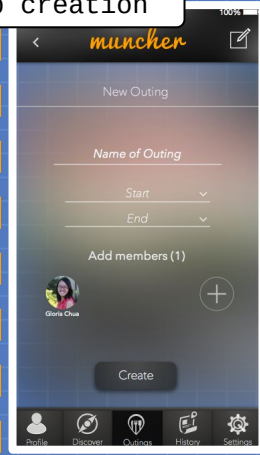 creation
100%
muncher
New Outing
Name of Outing
Start
End
Add members (1)
Gloria Chua
Create
Profile Discover Outings History Settings